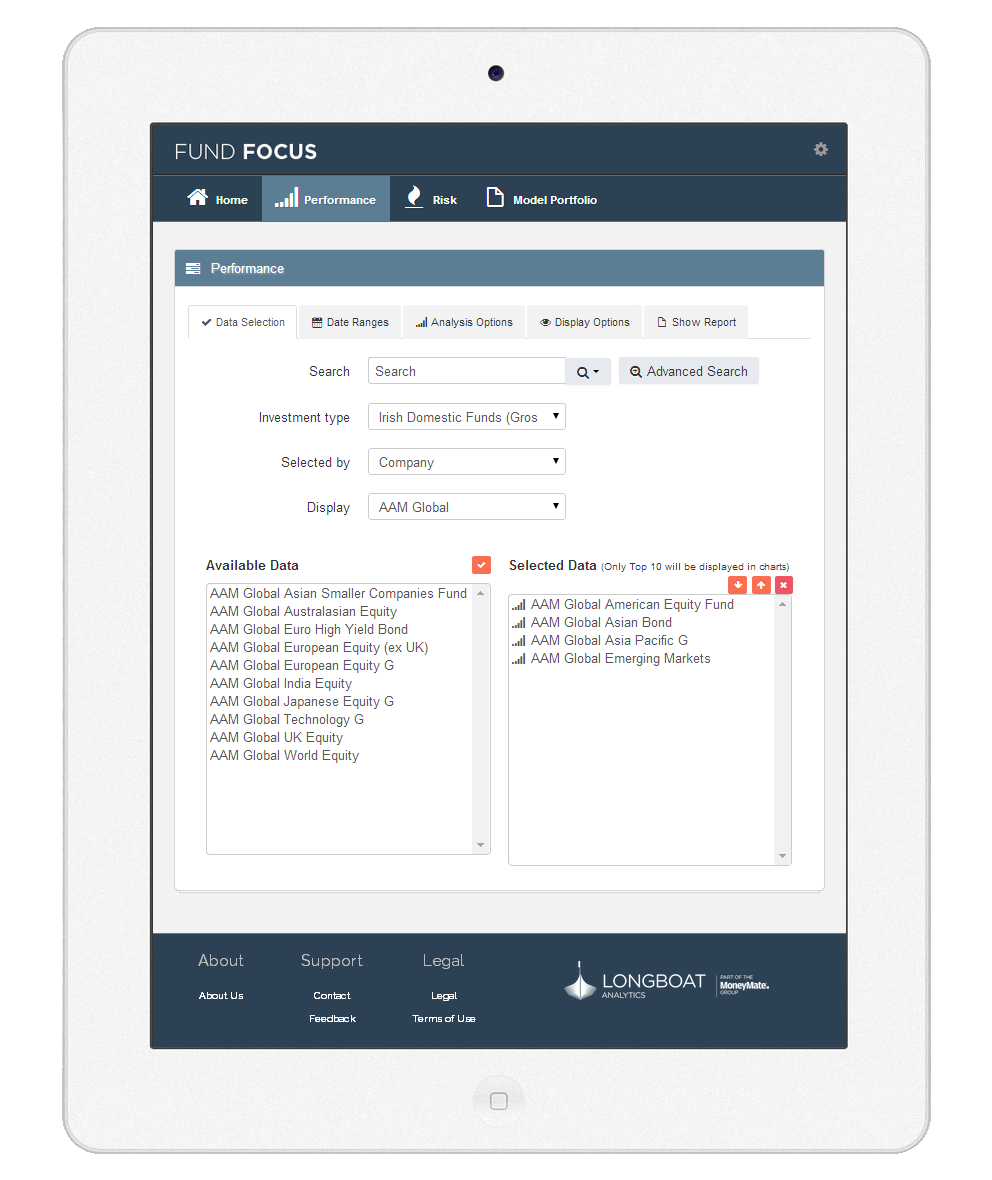 FUND FOCUS
Home Performance Risk Model Portfolio
Performance
Data Selection Date Ranges Analysis Options Display Options Show Report
Search Search Advanced Search
Investment type Irish Domestic Funds (Gros
Selected by Company
Display AAM Global
Available Data
AAM Global Asian Smaller Companies Fund
AAM Global Australasian Equity
AAM Global Euro High Yield Bond
AAM Global European Equity (ex UK)
AAM Global European Equity G
AAM Global India Equity
AAM Global Japanese Equity G
AAM Global Technology G
AAM Global UK Equity
AAM Global World Equity
Selected Data (Only Top 10 will be displayed in charts)
AAM Global American Equity Fund
AAM Global Asian Bond
AAM Global Asia Pacific G
AAM Global Emerging Markets
About
About Us
Support
Contact
Feedback
Legal
Legal
Terms of Use
LONGBOAT
ANALYTICS
PART OF THE
MoneyMate.
GROUP